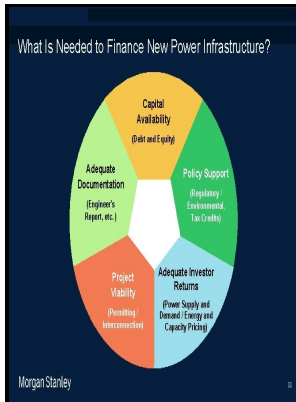 What Is Needed to Finance New Power Infrastructure?
Capital
Availability
(Debt and Equity)
Policy Support
(Regulatory /
Environmental,
Tax Credits)
Adequate Investor
Returns
(Power Supply and
Demand / Energy and
Capacity Pricing)
Project
Viability
(Permitting /
Interconnection)
Adequate
Documentation
(Engineer's
Report, etc.)
Morgan Stanley